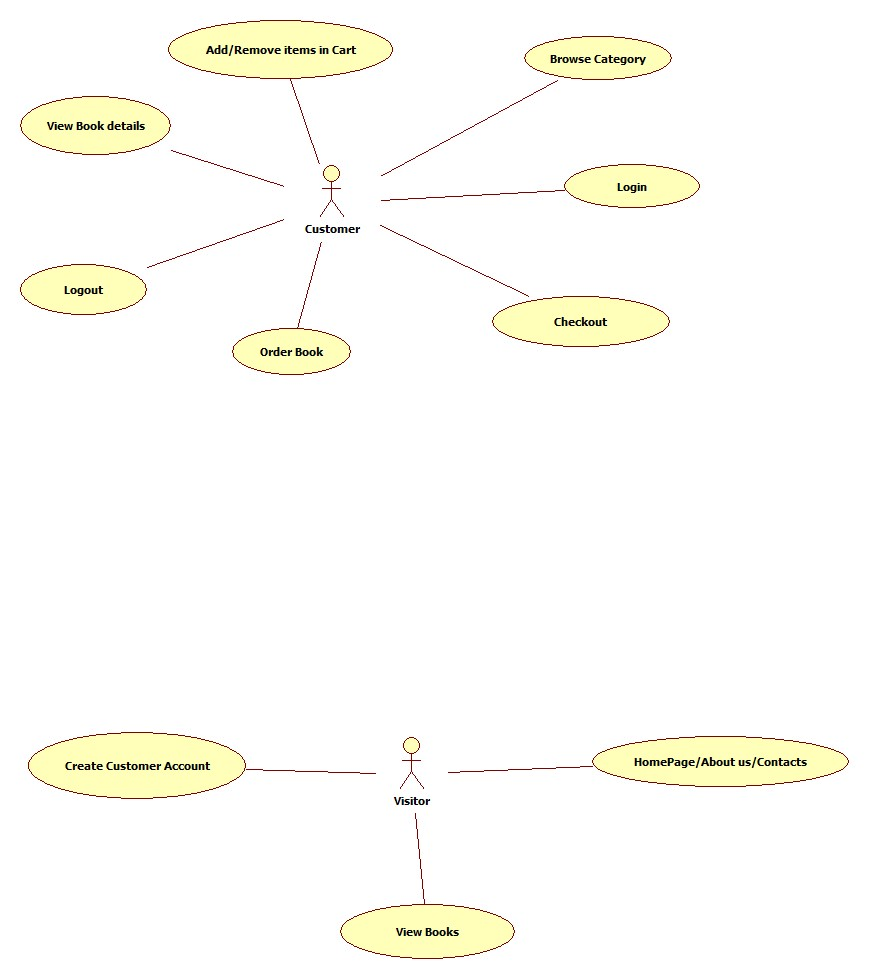 Add/Remove items in Cart
Browse Category
View Book details
Login
Customer
Logout
Checkout
Order Book
Create Customer Account
HomePage/About us/Contacts
Visitor
View Books